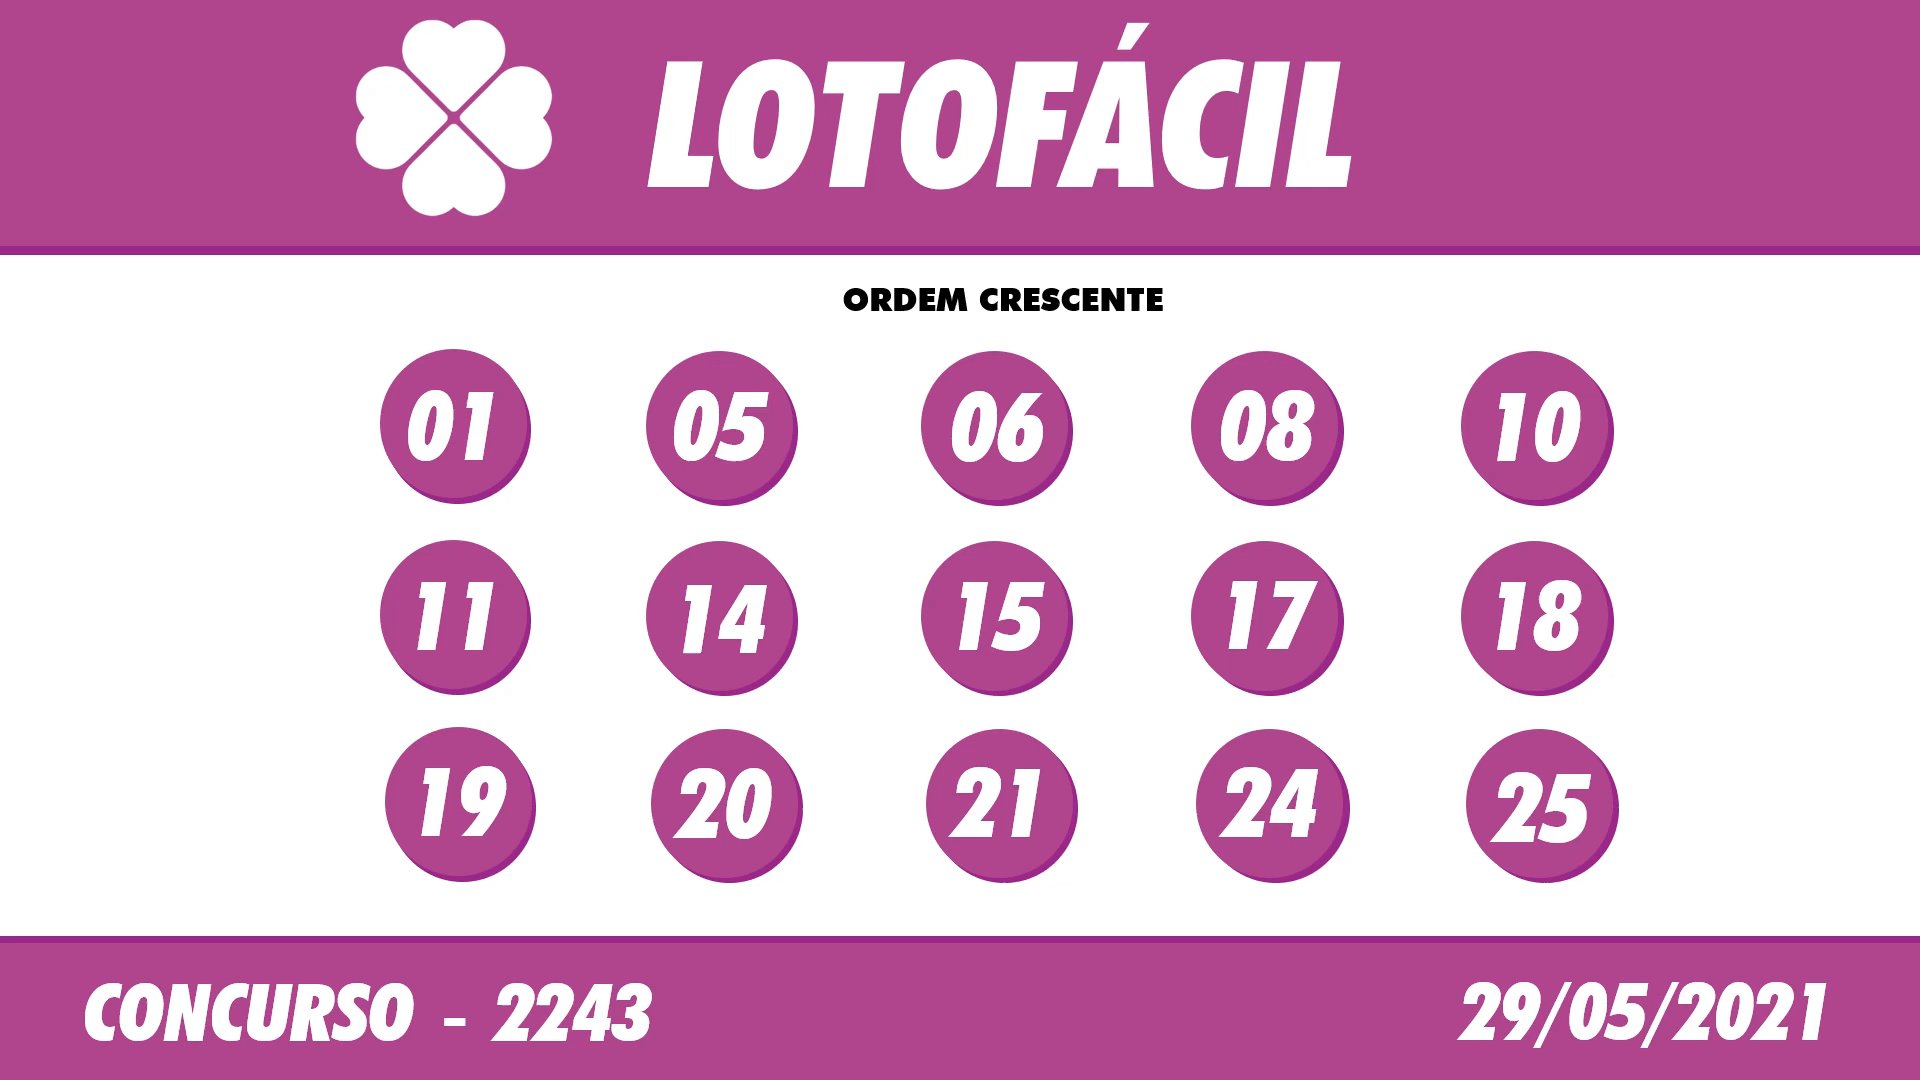 LOTOFÁCIL
ORDEM CRESCENTE
01 05 06 08 10
11 14 15 17 18
19 20 21 24 25
CONCURSO - 2243 29/05/2021